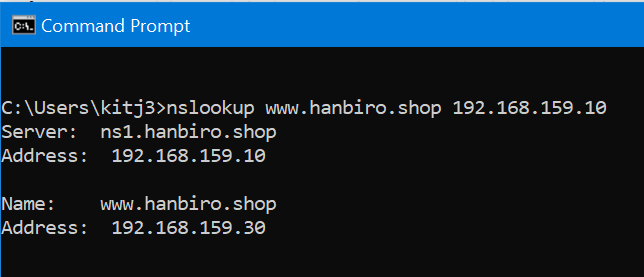 Command Prompt
C:\Users\kitj3>nslookup www.hanbiro.shop 192.168.159.10
Server:  ns1.hanbiro.shop
Address:  192.168.159.10
Name:    www.hanbiro.shop
Address:  192.168.159.30